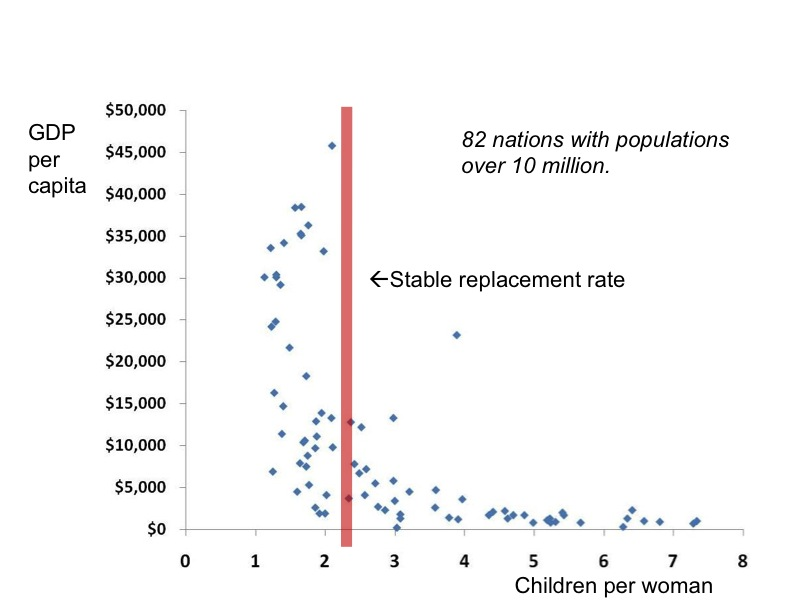 GDP
per
capita
$50,000
$45,000
$40,000
$35,000
$30,000
$25,000
$20,000
$15,000
$10,000
$5,000
$0
82 nations with populations
over 10 million.
←Stable replacement rate
0 1 2 3 4 5 6 7 8
Children per woman